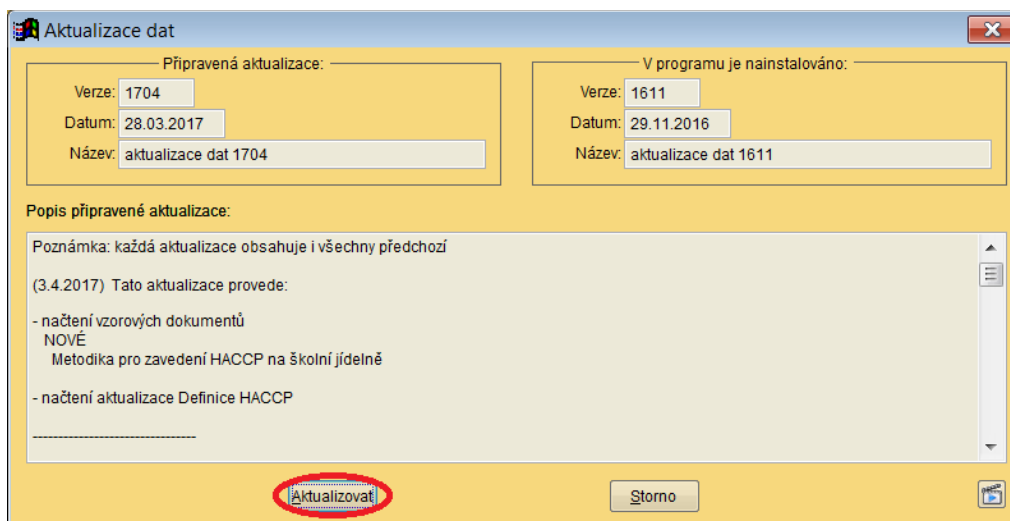 Aktualizace dat
Připravená aktualizace:
Verze: 1704
Datum: 28.03.2017
Název: aktualizace dat 1704
V programu je nainstalováno:
Verze: 1611
Datum: 29.11.2016
Název: aktualizace dat 1611
Popis připravené aktualizace:
Poznámka: každá aktualizace obsahuje i všechny předchozí
(3.4.2017) Tato aktualizace provede:
- načtení vzorových dokumentů
NOVÉ
Metodika pro zavedení HACCP na školní jídelně
- načtení aktualizace Definice HACCP
--------------------------------
Aktualizovat
Storno